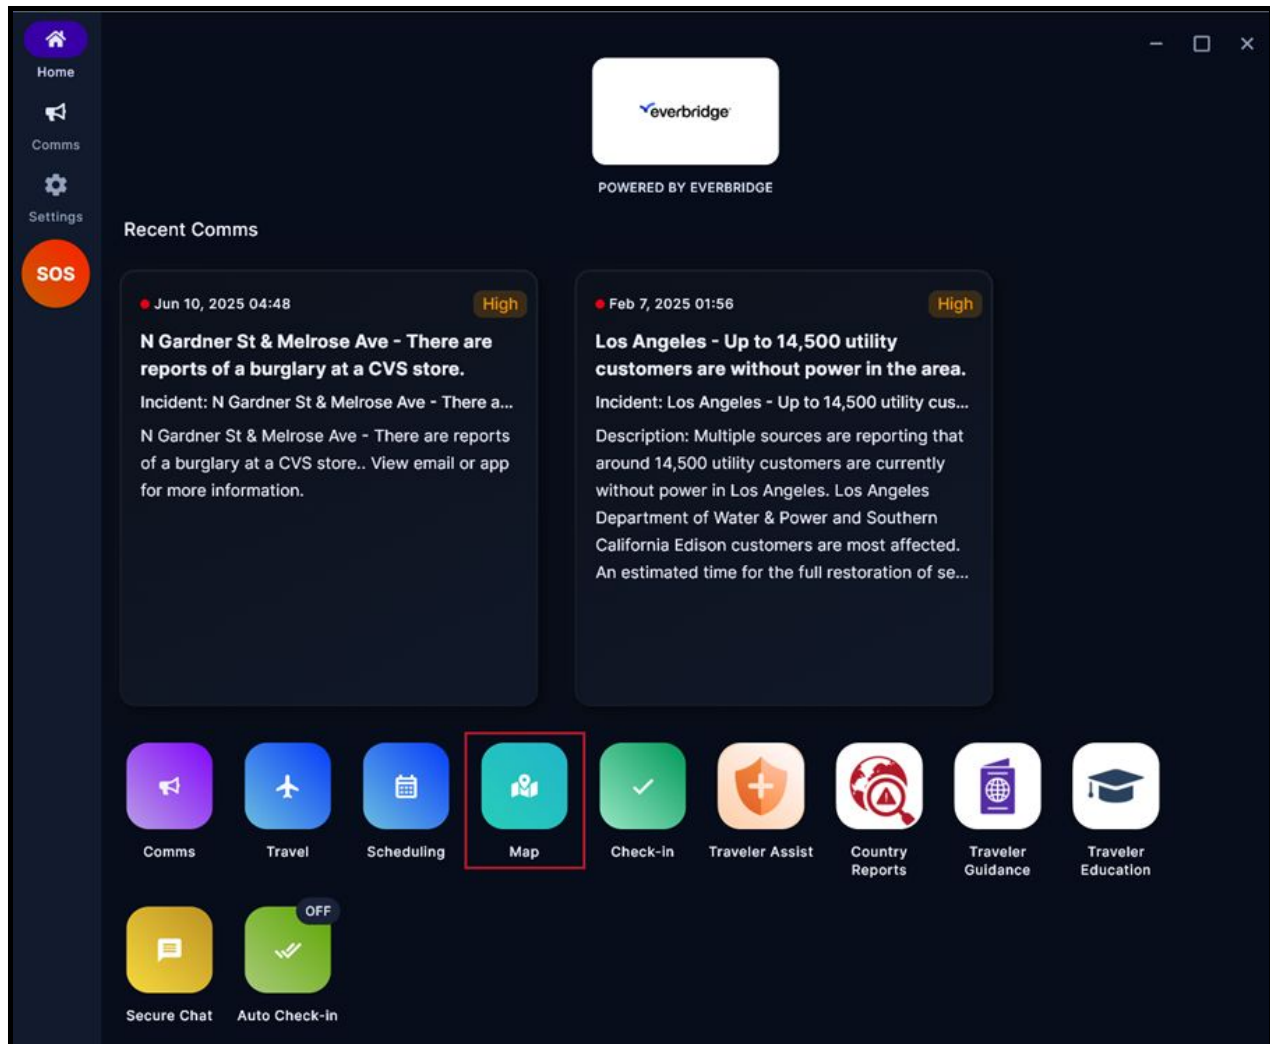 Home
Comms
Settings
SOS
everbridge
POWERED BY EVERBRIDGE
Recent Comms
Jun 10, 2025 04:48
High
N Gardner St & Melrose Ave - There are
reports of a burglary at a CVS store.
Incident: N Gardner St & Melrose Ave - There a...
N Gardner St & Melrose Ave - There are reports
of a burglary at a CVS store.. View email or app
for more information.
Feb 7, 2025 01:56
High
Los Angeles - Up to 14,500 utility
customers are without power in the area.
Incident: Los Angeles - Up to 14,500 utility cus...
Description: Multiple sources are reporting that
around 14,500 utility customers are currently
without power in Los Angeles. Los Angeles
Department of Water & Power and Southern
California Edison customers are most affected.
An estimated time for the full restoration of se...
Comms
Travel
Scheduling
Map
Check-in
Traveler Assist
Country
Reports
Traveler
Guidance
Traveler
Education
Secure Chat
OFF
Auto Check-in